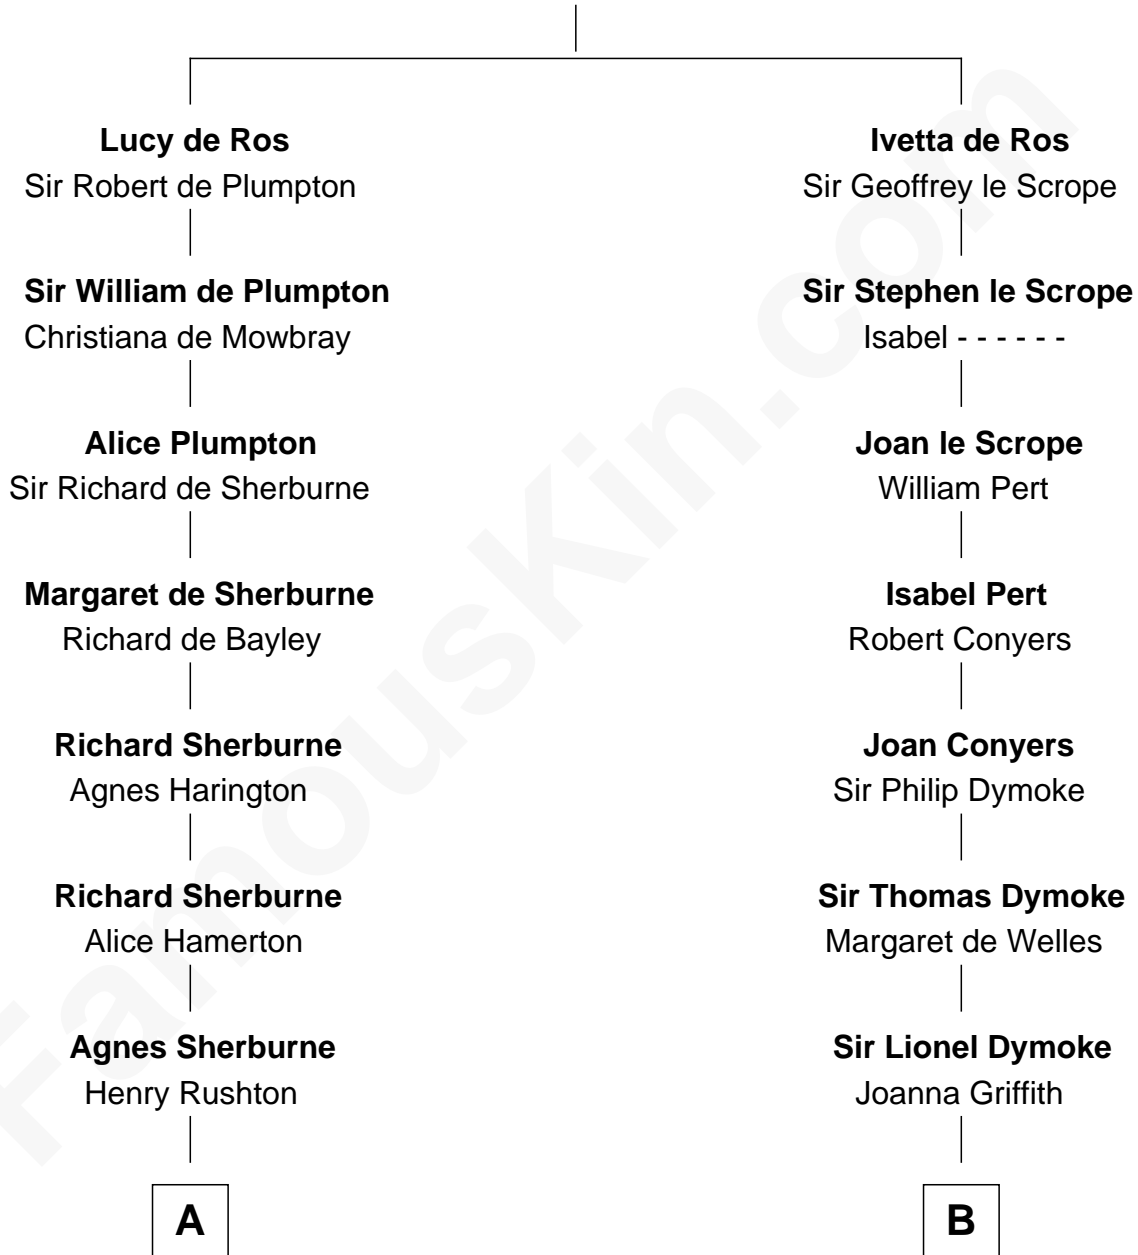 Lucy de Ros
Sir Robert de Plumpton
Sir William de Plumpton
Christiana de Mowbray
Alice Plumpton
Sir Richard de Sherburne
Margaret de Sherburne
Richard de Bayley
Richard Sherburne
Agnes Harington
Richard Sherburne
Alice Hamerton
Agnes Sherburne
Henry Rushton
A
Ivetta de Ros
Sir Geoffrey le Scrope
Sir Stephen le Scrope
Isabel - - - - - -
Joan le Scrope
William Pert
Isabel Pert
Robert Conyers
Joan Conyers
Sir Philip Dymoke
Sir Thomas Dymoke
Margaret de Welles
Sir Lionel Dymoke
Joanna Griffith
B
FamousKin.com